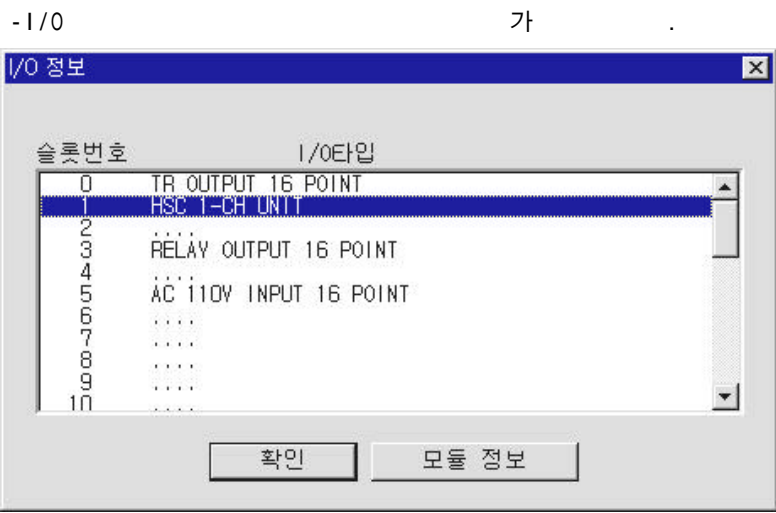 -I/0 가 .
I/O 정보
슬롯번호 I/O타입
0 TR OUTPUT 16 POINT
1 HSC 1-CH UNIT
2 ....
3 RELAY OUTPUT 16 POINT
4 ....
5 AC 110V INPUT 16 POINT
6 ....
7 ....
8 ....
9 ....
10 ....
확인 모듈 정보